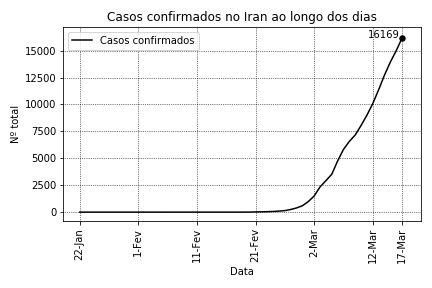 Casos confirmados no Iran ao longo dos dias
Casos confirmados
16169
Nº total
15000
12500
10000
7500
5000
2500
0
22-Jan
1-Fev
11-Fev
21-Fev
2-Mar
12-Mar
17-Mar
Data